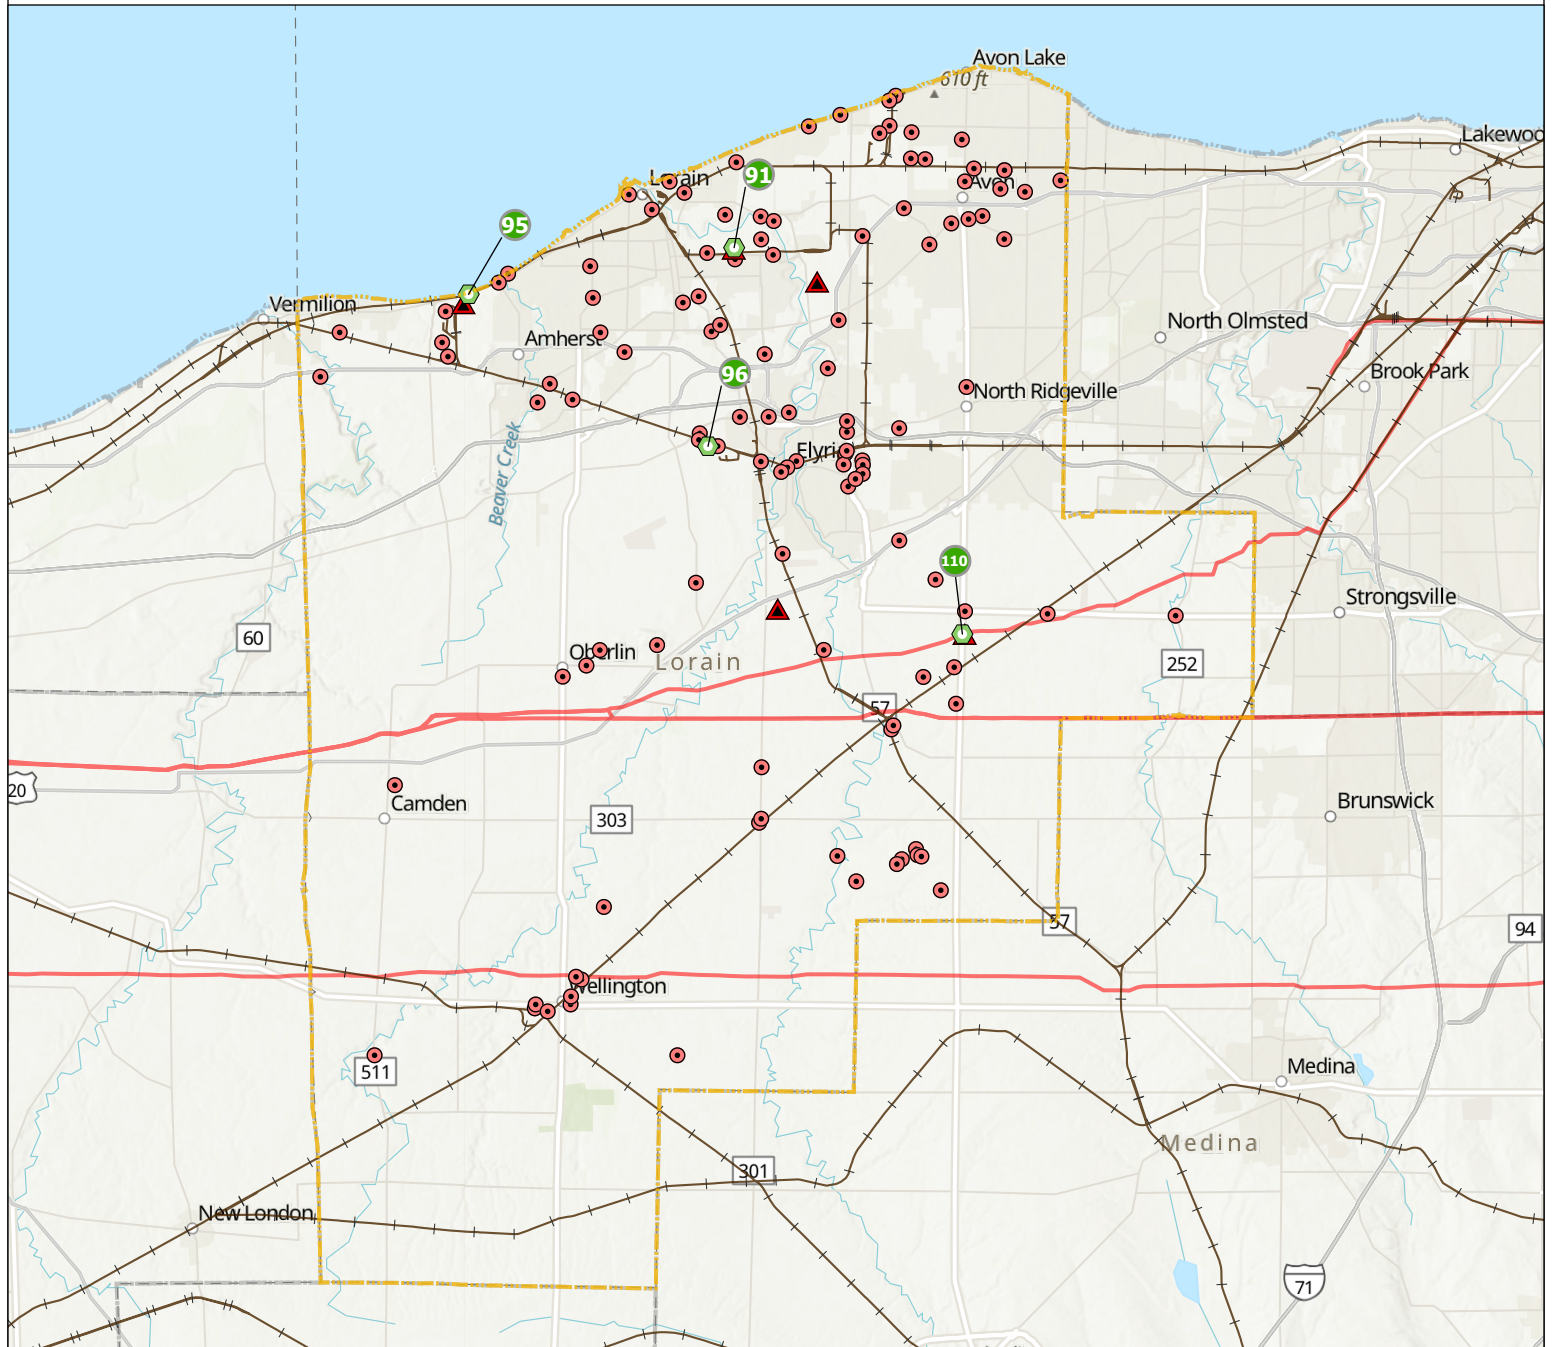 Avon Lake
610 ft
Lakewoo
Lorain
91
Avon
95
Vermilion
North Olmsted
Amherst
Brook Park
96
North Ridgeville
Elyri
Beaver Creek
110
Strongsville
60
Oberlin
Lorain
252
57
20
Camden
303
Brunswick
57
94
Wellington
511
Medina
Medina
301
New London
71